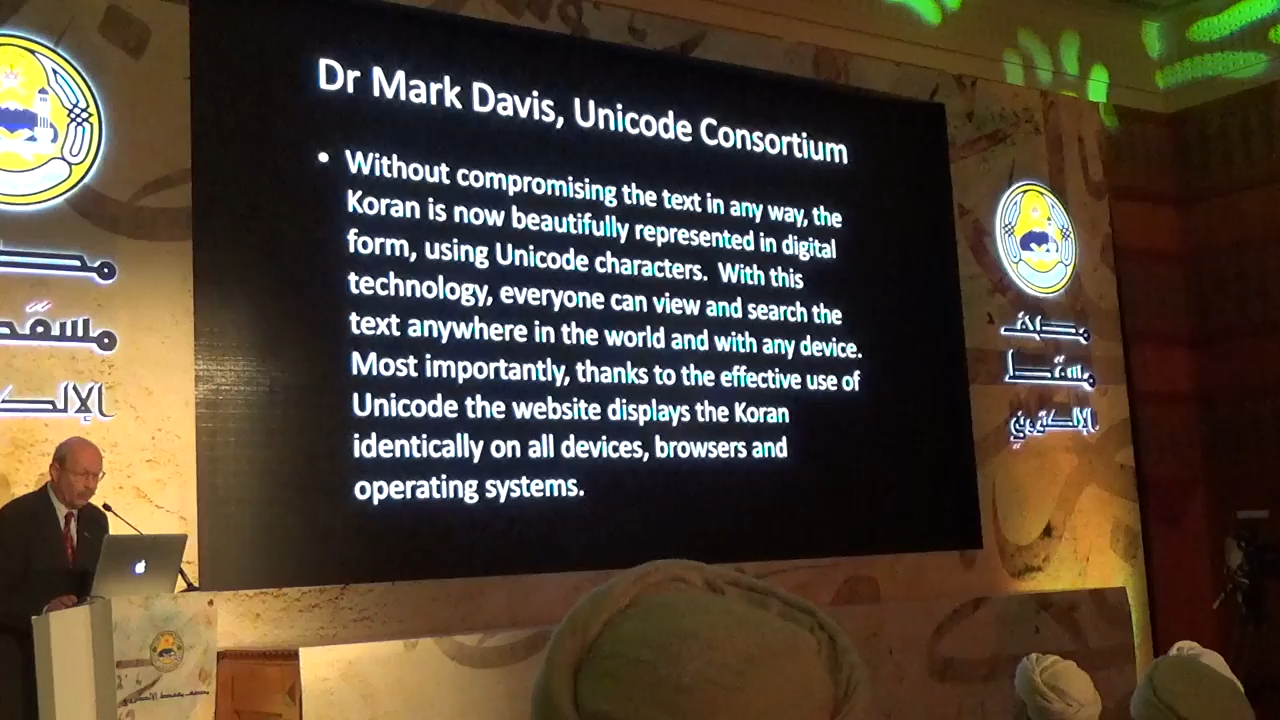 Dr Mark Davis, Unicode Consortium
• Without compromising the text in any way, the
Koran is now beautifully represented in digital
form, using Unicode characters.  With this
technology, everyone can view and search the
text anywhere in the world and with any device.
Most importantly, thanks to the effective use of
Unicode the website displays the Koran
identically on all devices, browsers and
operating systems.
مصحف
مسقط
الإلكتروني